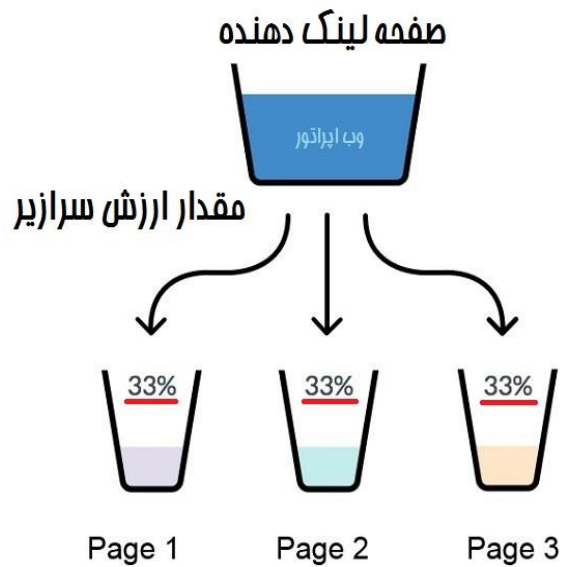 صفحه لینک دهنده
وب اپراتور
مقدار ارزش سرازیر
33% 33% 33%
Page 1 Page 2 Page 3